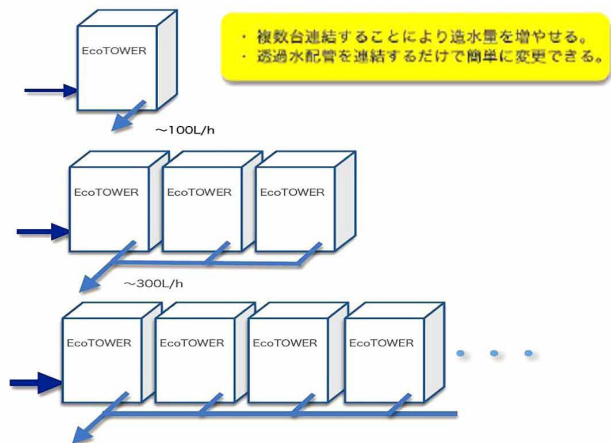 ・ 複数台連結することにより造水量を増やせる。
・ 透過水配管を連結するだけで簡単に変更できる。
EcoTOWER
～100L/h
EcoTOWER EcoTOWER EcoTOWER
～300L/h
EcoTOWER EcoTOWER EcoTOWER EcoTOWER